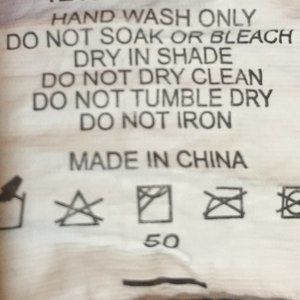 HAND WASH ONLY
DO NOT SOAK OR BLEACH
DRY IN SHADE
DO NOT DRY CLEAN
DO NOT TUMBLE DRY
DO NOT IRON
MADE IN CHINA
50